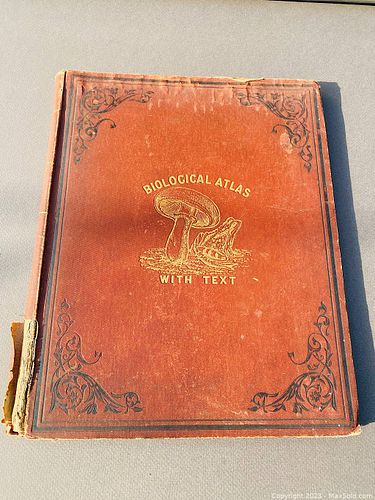 BIOLOGICAL ATLAS
WITH TEXT
Copyright 2023 - MaxSold.com